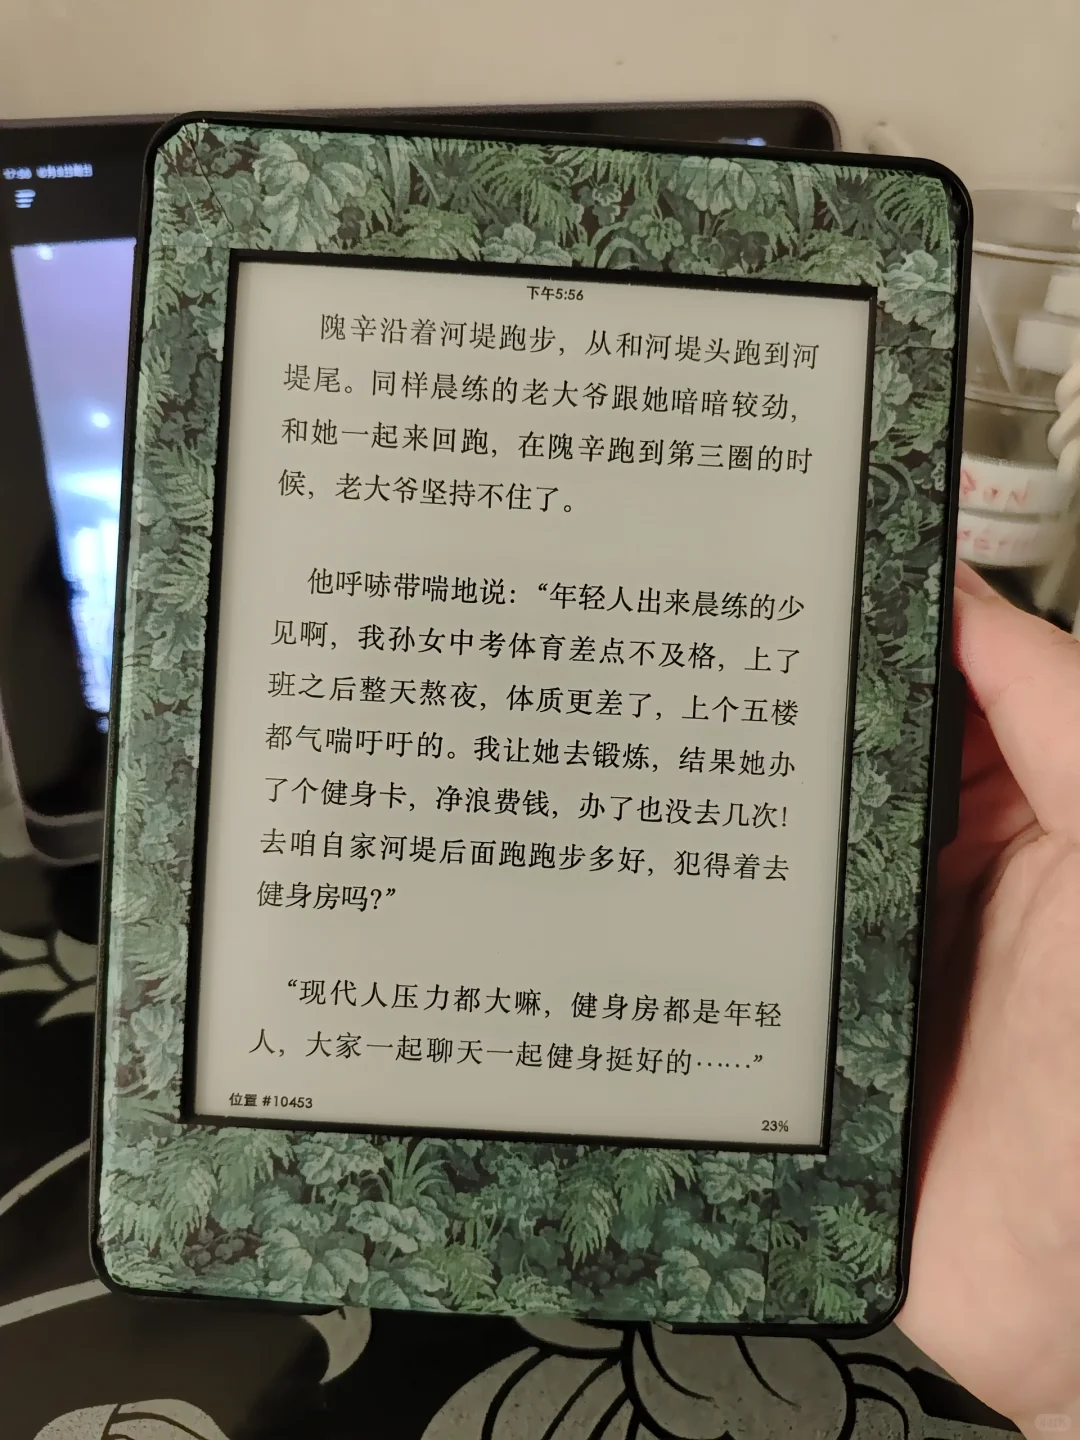 下午5:56
隗辛沿着河堤跑步，从和河堤头跑到河
堤尾。同样晨练的老大爷跟她暗暗较劲，
和她一起来回跑，在隗辛跑到第三圈的时
候，老大爷坚持不住了。
他呼哧带喘地说：“年轻人出来晨练的少
见啊，我孙女中考体育差点不及格，上了
班之后整天熬夜，体质更差了，上个五楼
都气喘吁吁的。我让她去锻炼，结果她办
了个健身卡，净浪费钱，办了也没去几次！
去咱自家河堤后面跑跑步多好，犯得着去
健身房吗？”
“现代人压力都大嘛，健身房都是年轻
人，大家一起聊天一起健身挺好的……”
位置 #10453
23%